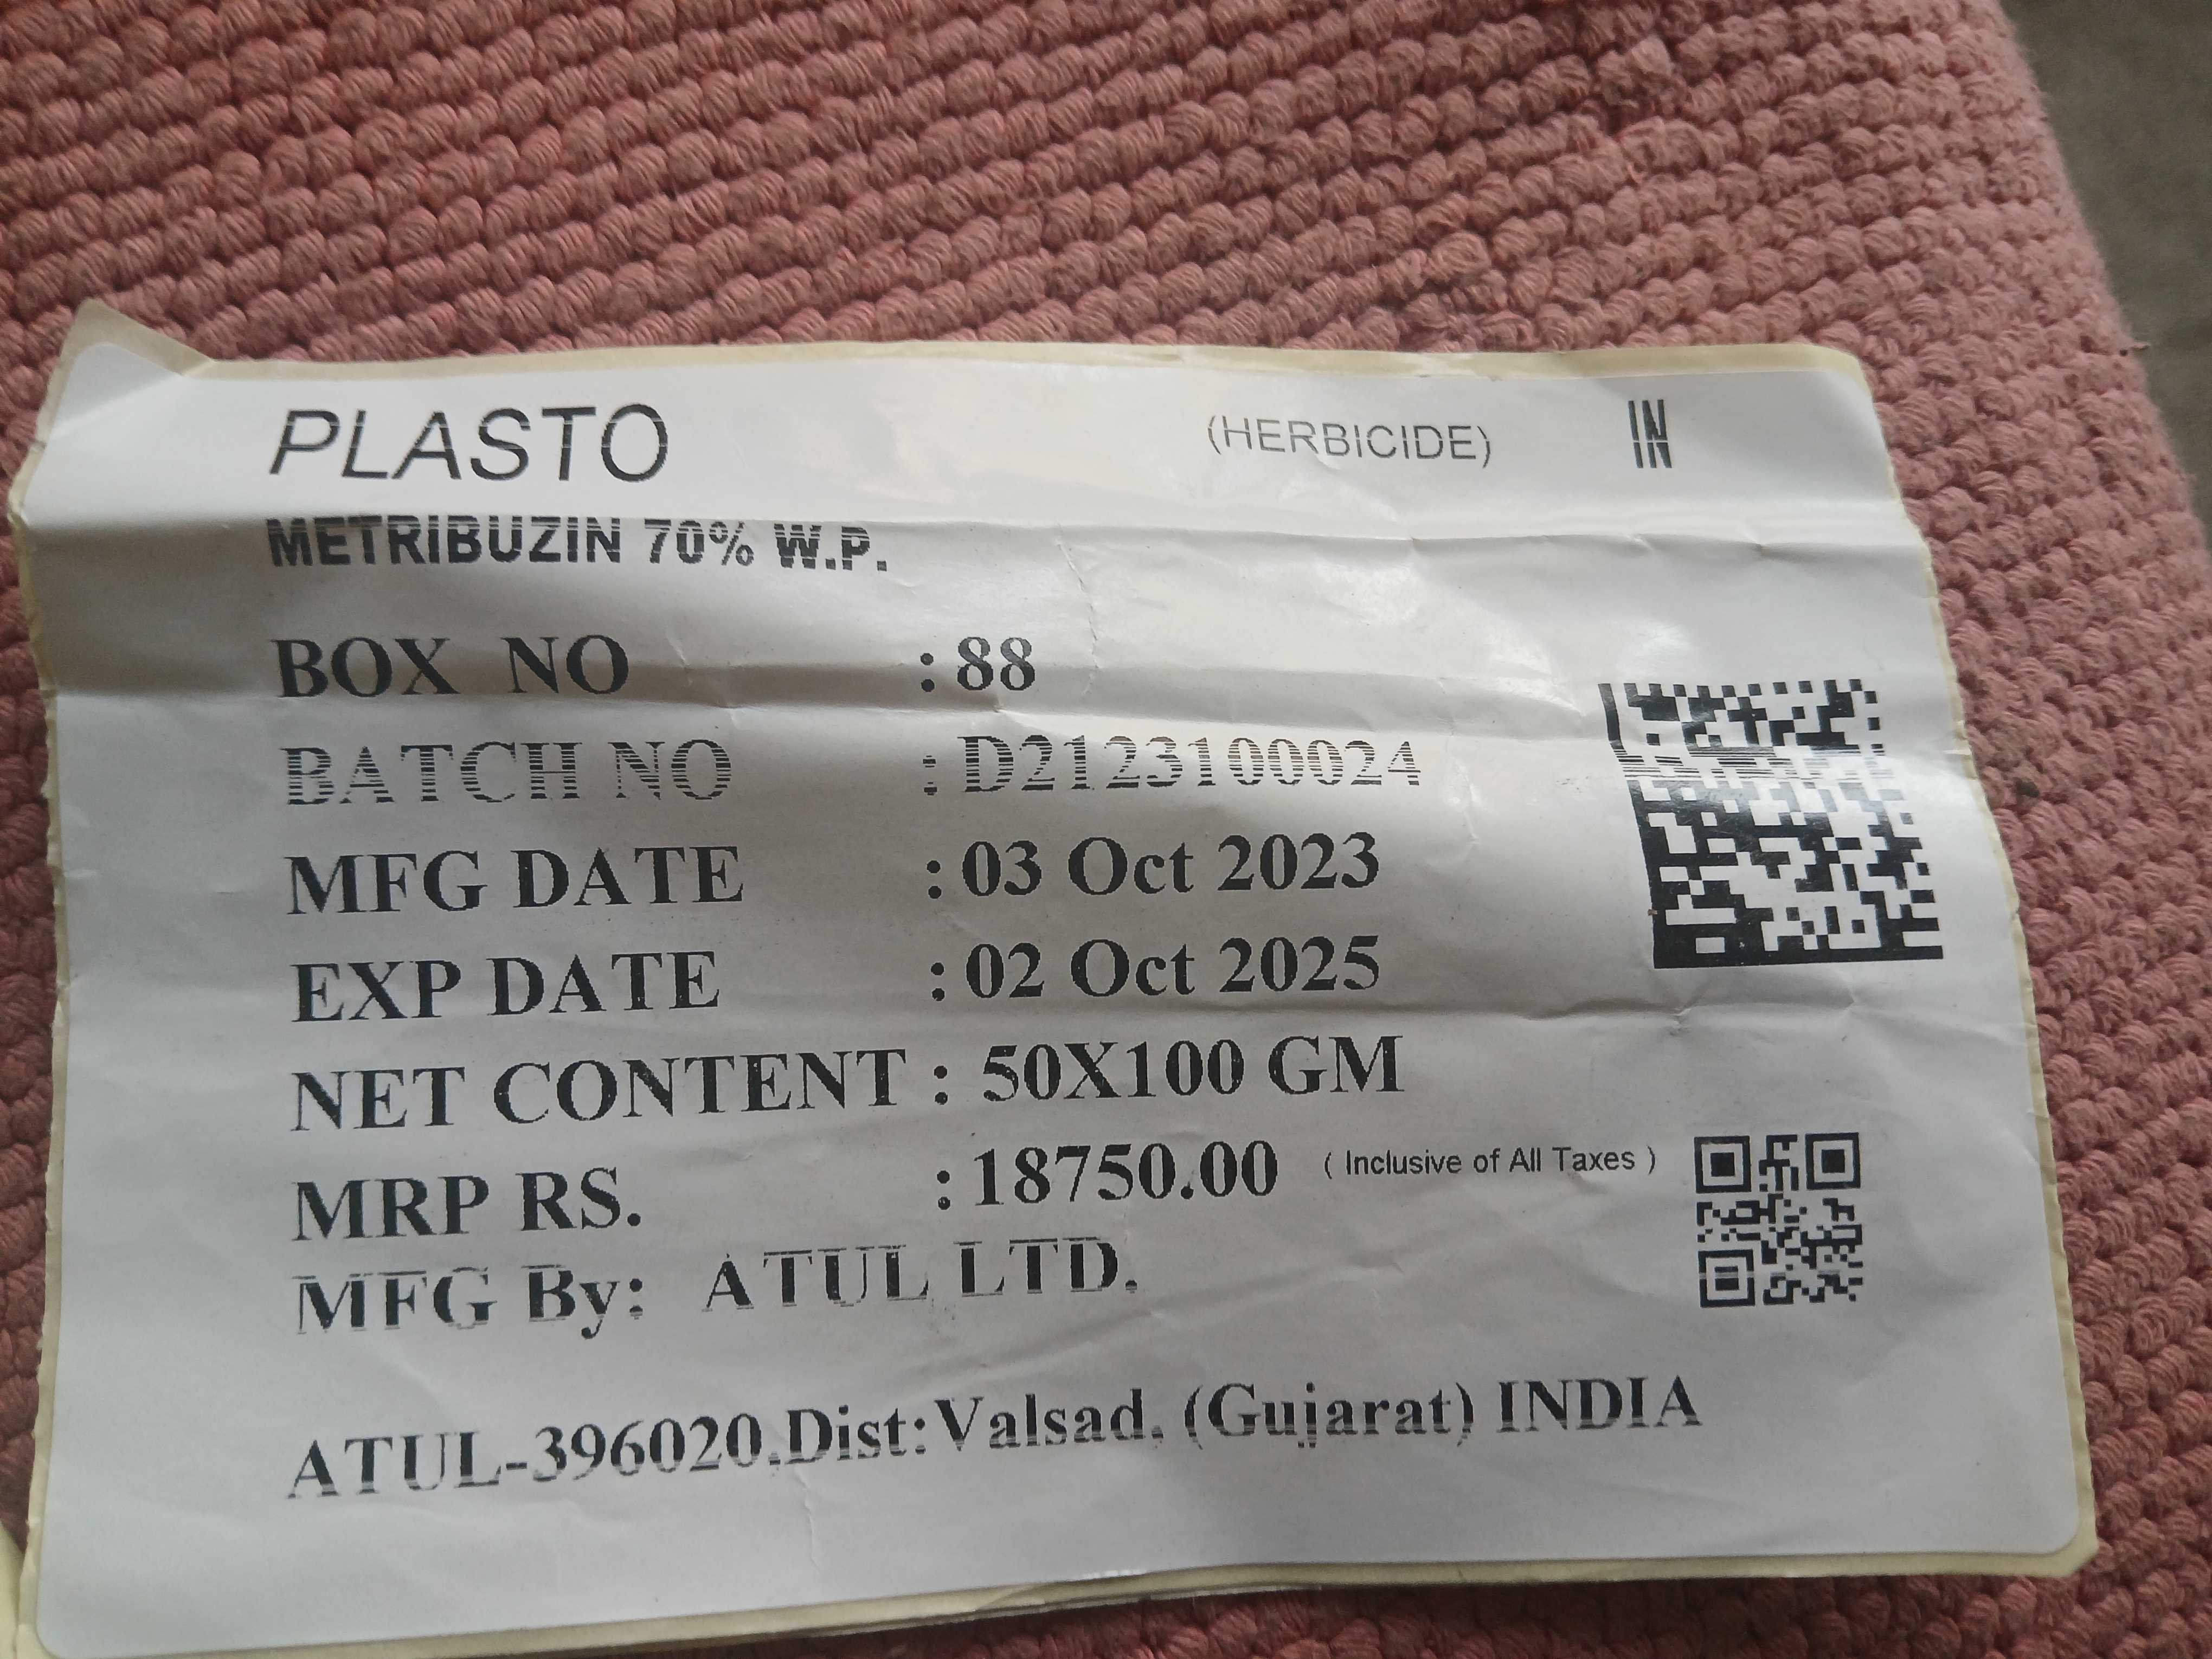 PLASTO (HERBICIDE) IN
METRIBUZIN 70% W.P.
BOX NO : 88
BATCH NO : D2123100024
MFG DATE : 03 Oct 2023
EXP DATE : 02 Oct 2025
NET CONTENT : 50X100 GM
MRP RS. : 18750.00 ( Inclusive of All Taxes )
MFG By: ATUL LTD.
ATUL-396020,Dist:Valsad, (Gujarat) INDIA